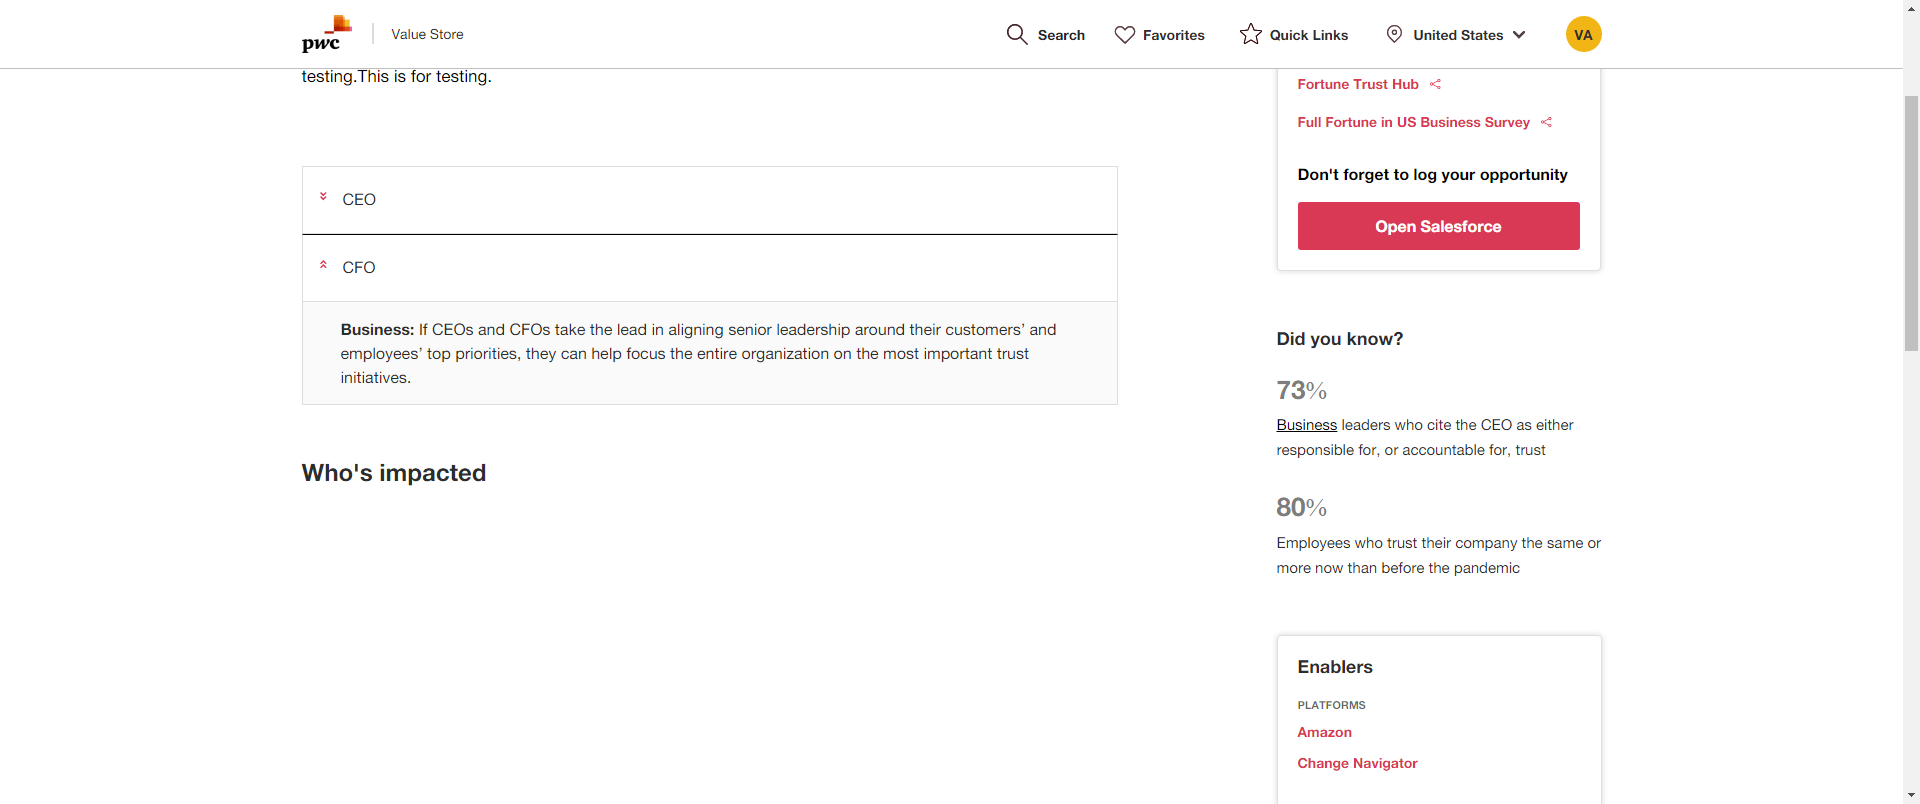 pwc
Value Store
Search
Favorites
Quick Links
United States
VA
testing.This is for testing.
CEO
CFO
Business: If CEOs and CFOs take the lead in aligning senior leadership around their customers’ and
employees’ top priorities, they can help focus the entire organization on the most important trust
initiatives.
Who's impacted
Fortune Trust Hub
Full Fortune in US Business Survey
Don't forget to log your opportunity
Open Salesforce
Did you know?
73%
Business leaders who cite the CEO as either
responsible for, or accountable for, trust
80%
Employees who trust their company the same or
more now than before the pandemic
Enablers
PLATFORMS
Amazon
Change Navigator